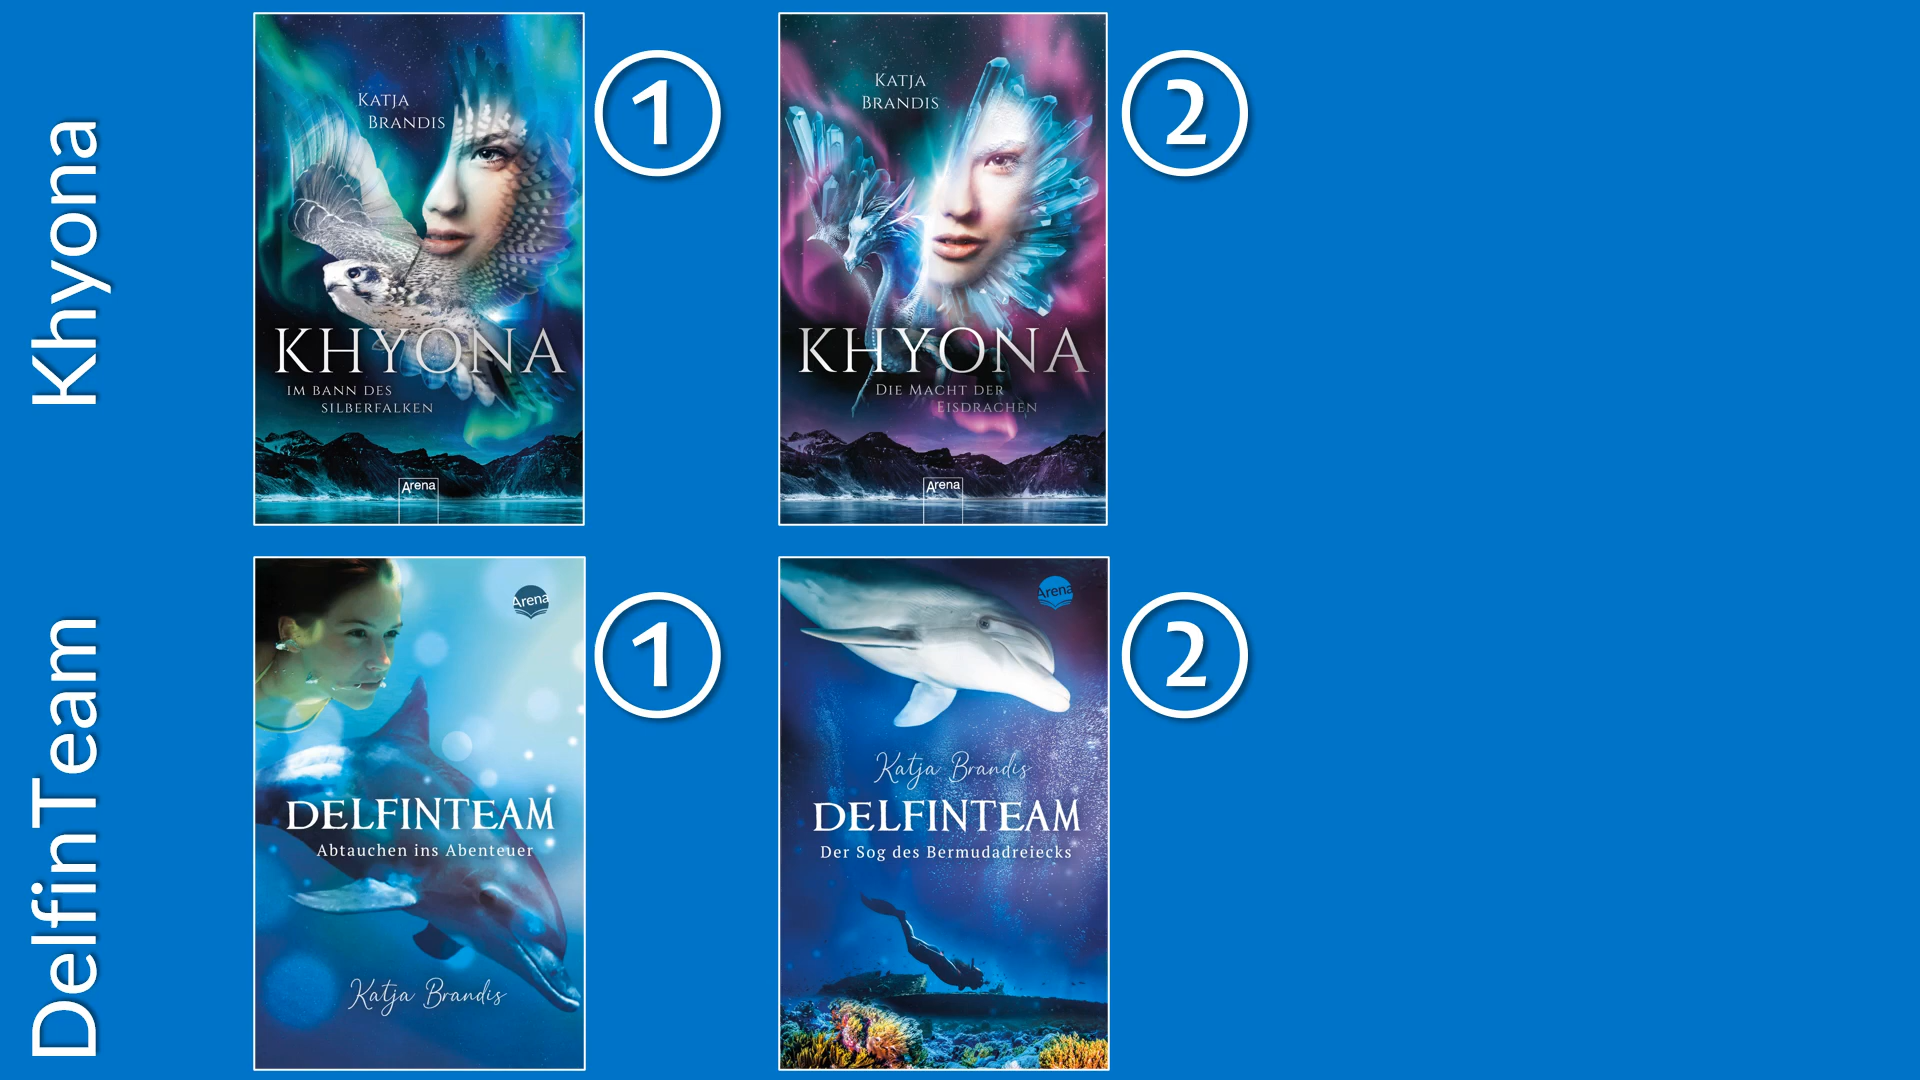 Khyona
KATJA
BRANDIS
KHYONA
IM BANN DES
SILBERFALKEN
Arena
1
KATJA
BRANDIS
KHYONA
DIE MACHT DER
EISDRACHEN
Arena
2
DelfinTeam
Arena
DELFINTEAM
Abtauchen ins Abenteuer
Katja Brandis
1
Arena
Katja Brandis
DELFINTEAM
Der Sog des Bermudadreiecks
2